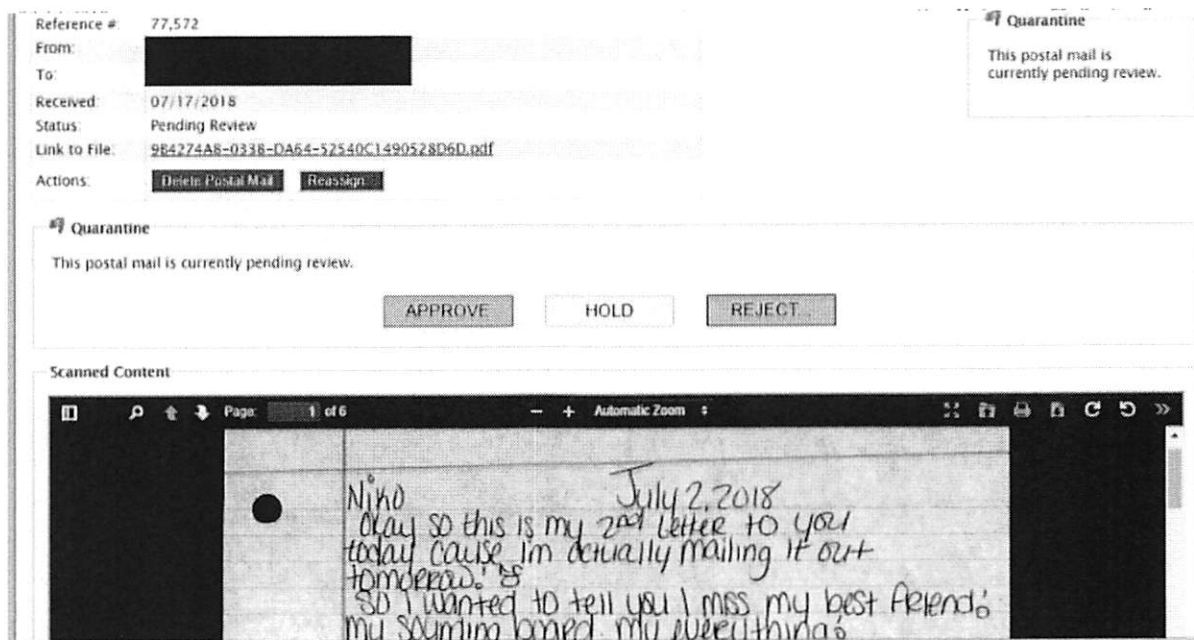 Reference #: 77,572
From:
To:
Received: 07/17/2018
Status: Pending Review
Link to File: 9B4274A8-0338-DA64-52540C1490528D6D.pdf
Actions: Delete Postal Mail Reassign...
Quarantine
This postal mail is
currently pending review.
Quarantine
This postal mail is currently pending review.
APPROVE HOLD REJECT...
Scanned Content
Page: 1 of 6 Automatic Zoom
Niko July 2, 2018
Okay so this is my 2nd Letter to you
today cause im actually mailing it out
tomorrow.
So I wanted to tell you I miss my best friend;
my sounding board, my everything;